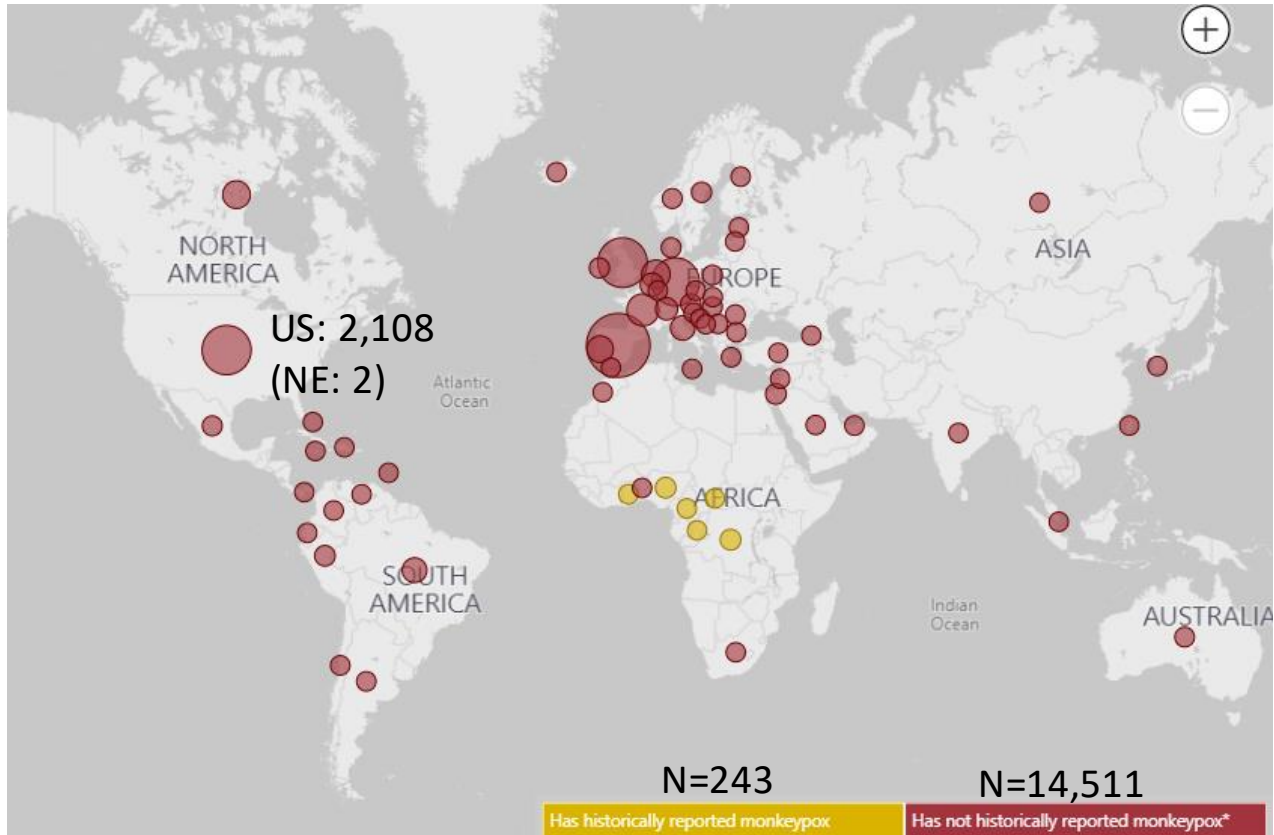 +
−
NORTH
AMERICA
ASIA
EUROPE
US: 2,108
(NE: 2)
Atlantic
Ocean
AFRICA
SOUTH
AMERICA
Indian
Ocean
AUSTRALIA
N=243
N=14,511
Has historically reported monkeypox
Has not historically reported monkeypox*